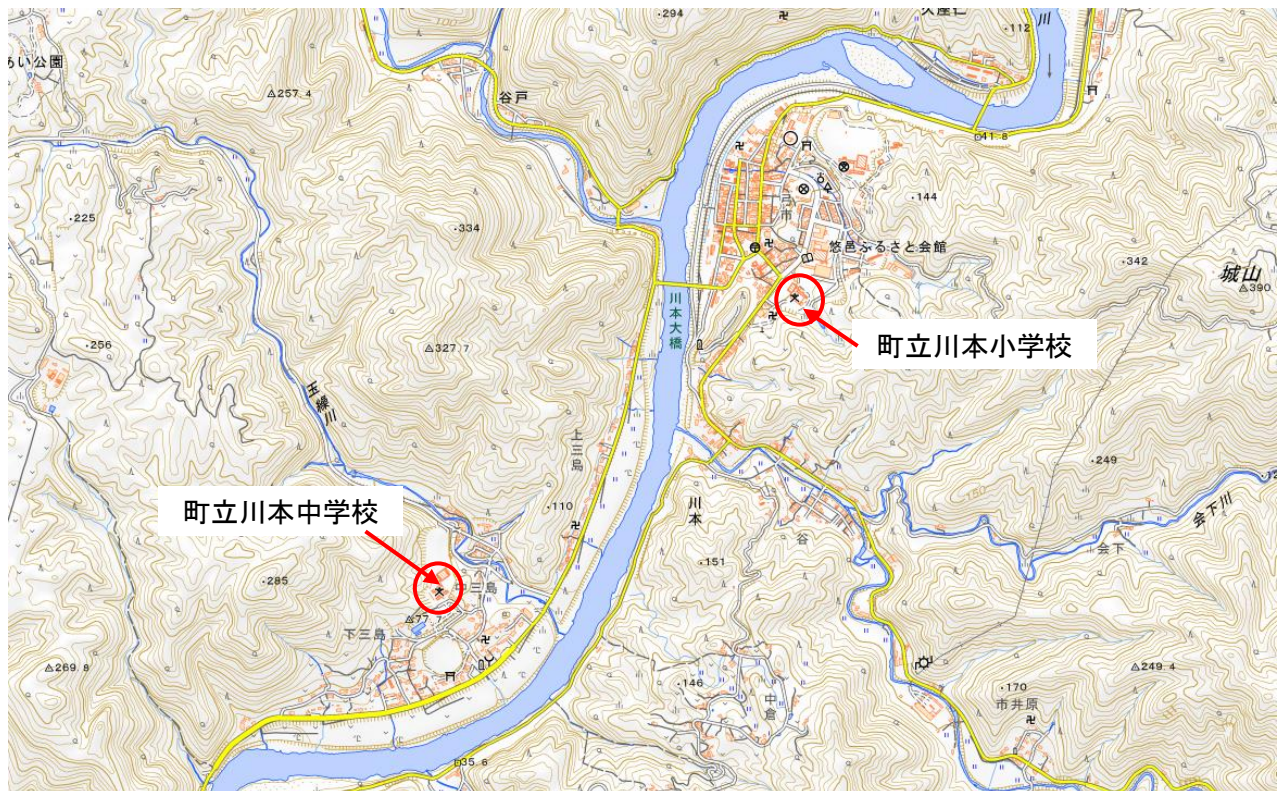 ・294
久座仁
・112
川
あい公園
△257.4
谷戸
□41.8
弓市
・144
・225
・334
悠邑ふるさと会館
・342
城山
△390
川本大橋
町立川本小学校
・256
△327.7
玉繰川
上三島
・249
町立川本中学校
・110
川本
谷
会下川
会下
・151
・285
中三島
△77.
下三島
△269.8
・146
中倉
・170
市井原
△249.4
□35.6